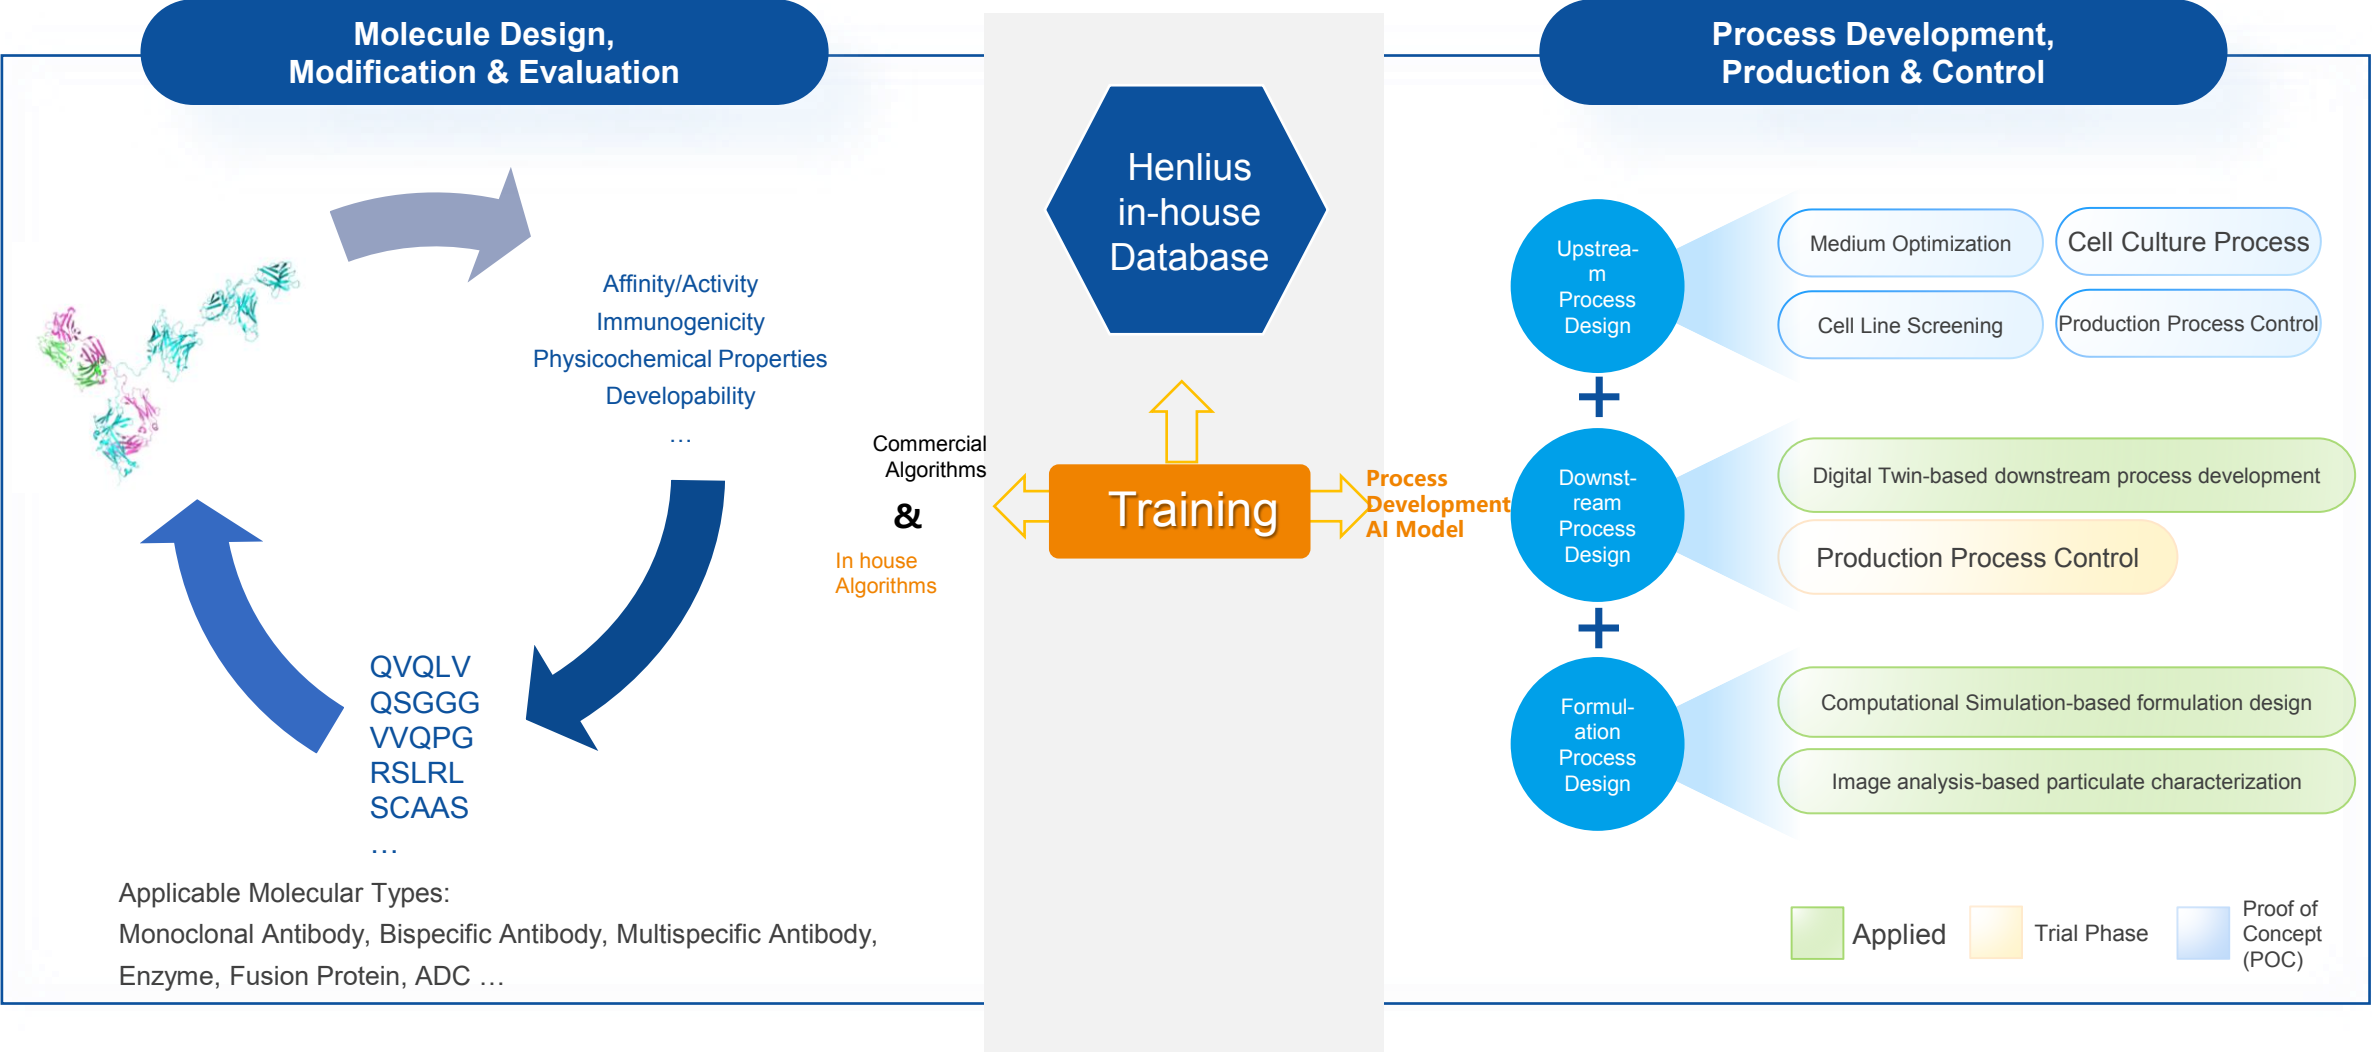 Molecule Design,
Modification & Evaluation
Affinity/Activity
Immunogenicity
Physicochemical Properties
Developability
…
Commercial
Algorithms
&
In house
Algorithms
QVQLV
QSGGG
VVQPG
RSLRL
SCAAS
…
Applicable Molecular Types:
Monoclonal Antibody, Bispecific Antibody, Multispecific Antibody,
Enzyme, Fusion Protein, ADC …
Henlius
in-house
Database
Training
Process
Development
AI Model
Process Development,
Production & Control
Upstrea-
m
Process
Design
Medium Optimization
Cell Culture Process
Cell Line Screening
Production Process Control
+
Downst-
ream
Process
Design
Digital Twin-based downstream process development
Production Process Control
+
Formul-
ation
Process
Design
Computational Simulation-based formulation design
Image analysis-based particulate characterization
Applied
Trial Phase
Proof of
Concept
(POC)